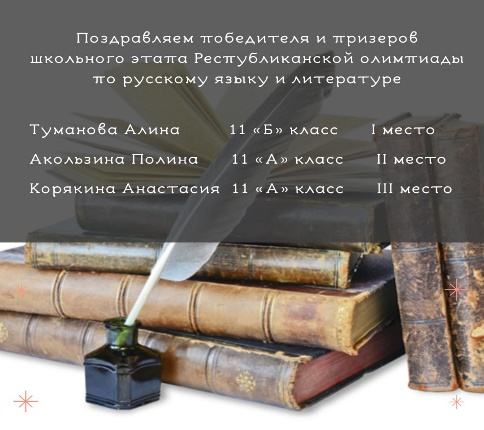 Поздравляем победителя и призеров
школьного этапа Республиканской олимпиады
по русскому языку и литературе
Туманова Алина 11 «Б» класс I место
Акользина Полина 11 «А» класс II место
Корякина Анастасия 11 «А» класс III место